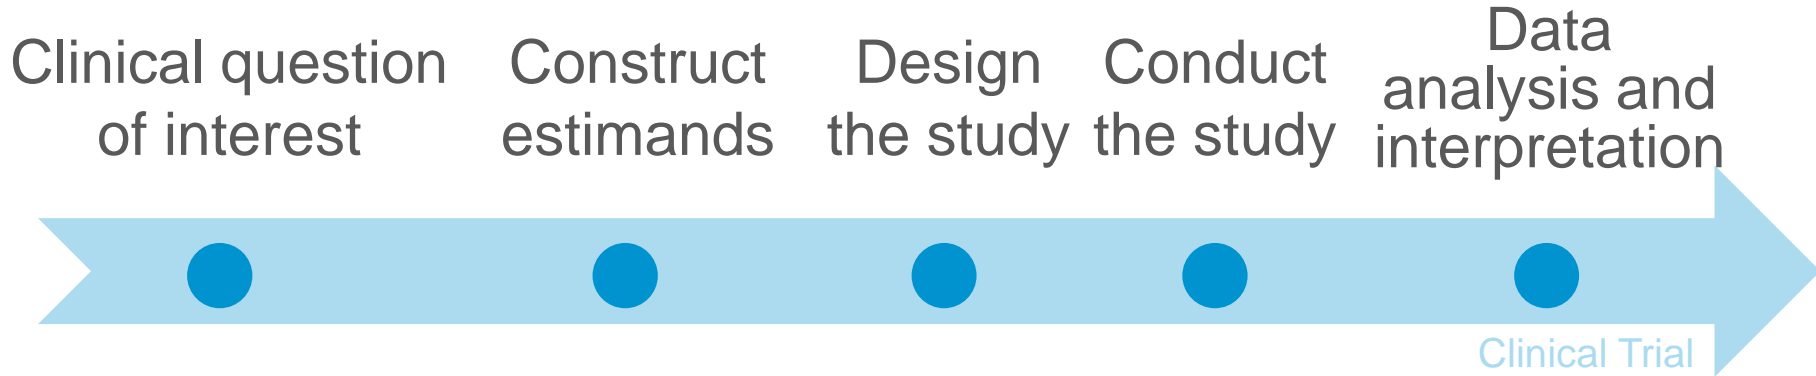 Clinical question
of interest
Construct
estimands
Design
the study
Conduct
the study
Data
analysis and
interpretation
Clinical Trial